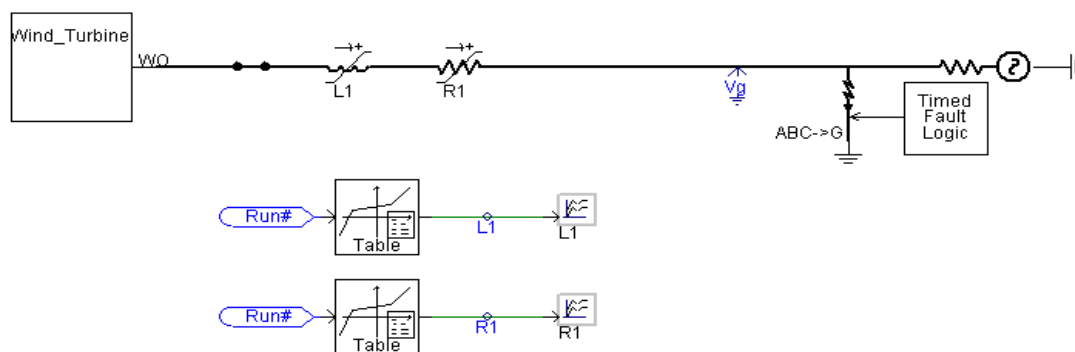 Wind_Turbine
WO
L1
R1
Vg
ABC->G
Timed
Fault
Logic
Run#
Table
L1
L1
Run#
Table
R1
R1